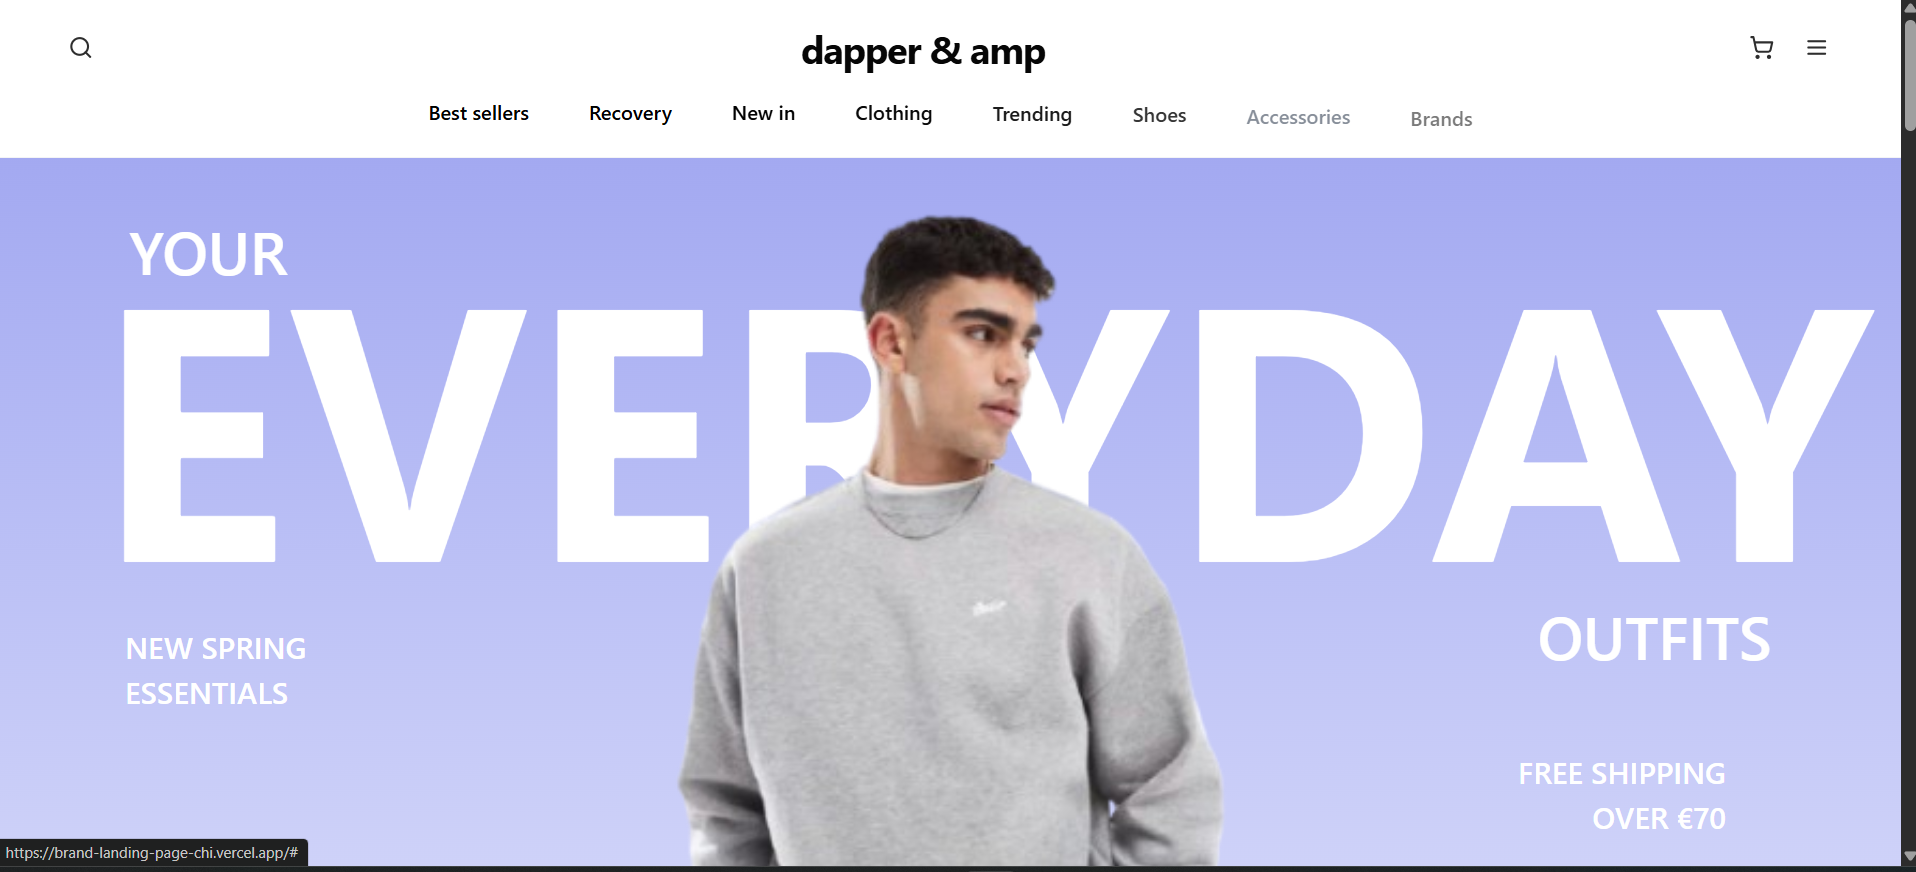 dapper & amp
Best sellers Recovery New in Clothing Trending Shoes Accessories Brands
YOUR
EVERYDAY
OUTFITS
NEW SPRING
ESSENTIALS
FREE SHIPPING
OVER €70
https://brand-landing-page-chi.vercel.app/#